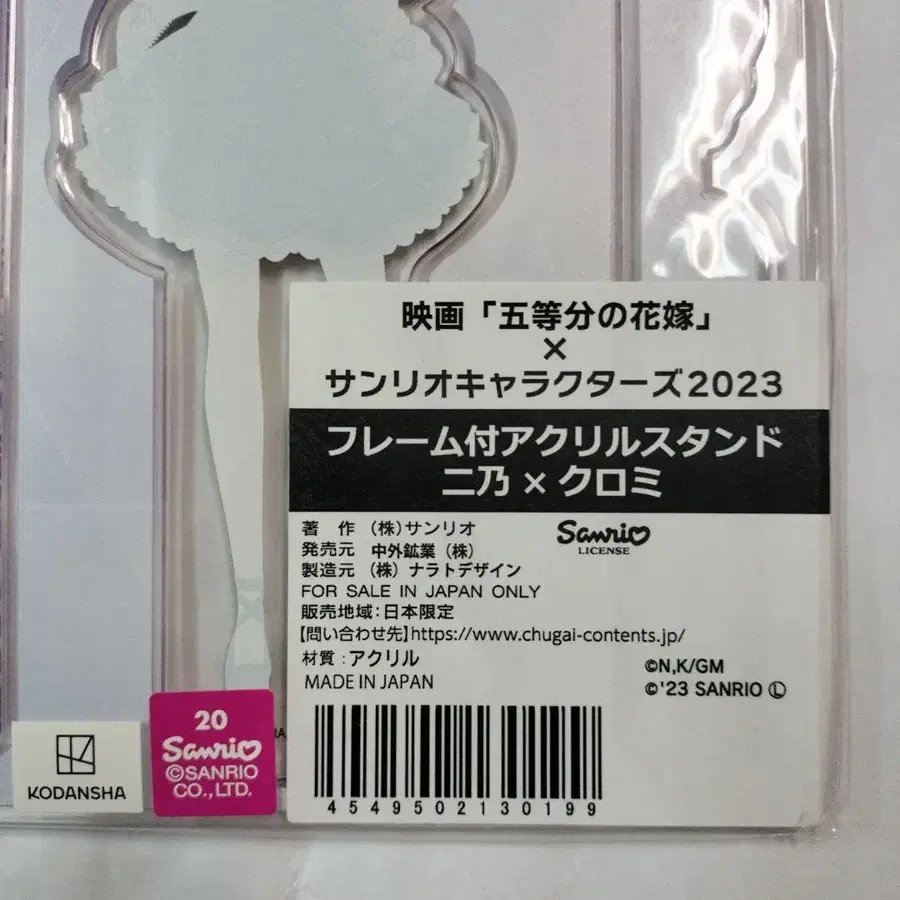 映画「五等分の花嫁」
×
サンリオキャラクターズ2023
フレーム付アクリルスタンド
二乃 × クロミ
著 作 (株)サンリオ
Sanrio
LICENSE
発売元 中外鉱業(株)
製造元 (株)ナラトデザイン
FOR SALE IN JAPAN ONLY
販売地域:日本限定
【問い合わせ先】https://www.chugai-contents.jp/
材質:アクリル
MADE IN JAPAN
©N,K/GM
©'23 SANRIO Ⓛ
4549502130199
KODANSHA
20
Sanrio
©SANRIO
CO.,LTD.